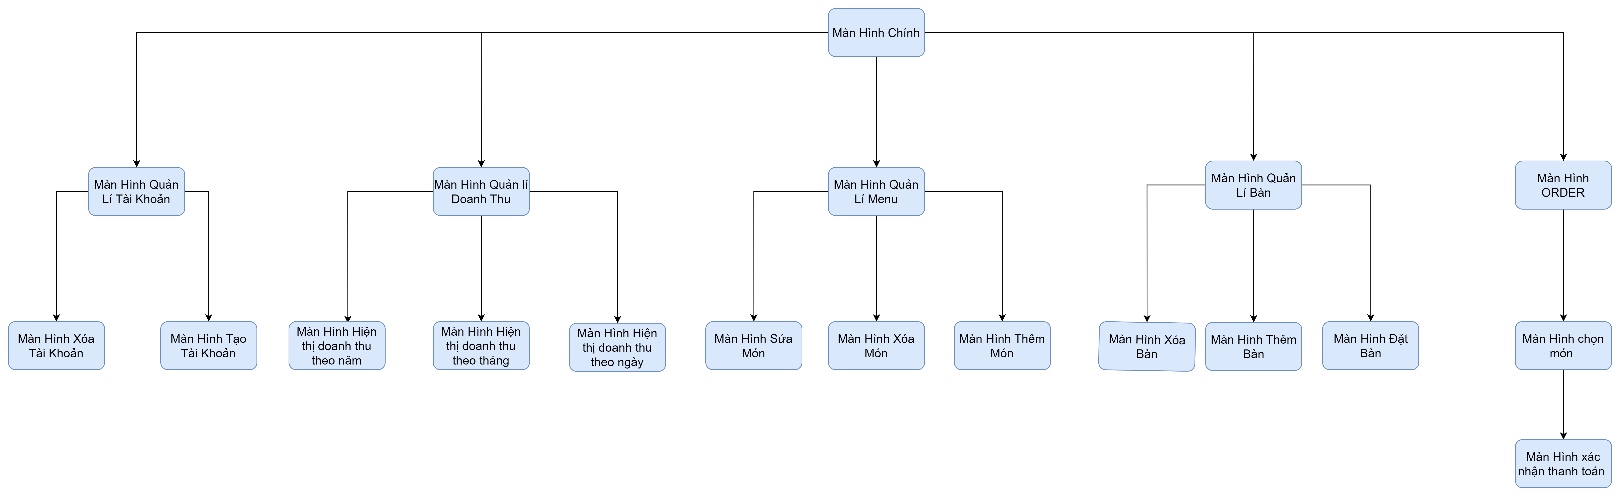 Màn Hình Chính
Màn Hình Quản
Lí Tài Khoản
Màn Hình Quản lí
Doanh Thu
Màn Hình Quản
Lí Menu
Màn Hình Quản
Lí Bàn
Màn Hình
ORDER
Màn Hình Xóa
Tài Khoản
Màn Hình Tạo
Tài Khoản
Màn Hình Hiện
thị doanh thu
theo năm
Màn Hình Hiện
thị doanh thu
theo tháng
Màn Hình Hiện
thị doanh thu
theo ngày
Màn Hình Sửa
Món
Màn Hình Xóa
Món
Màn Hình Thêm
Món
Màn Hình Xóa
Bàn
Màn Hình Thêm
Bàn
Màn Hình Đặt
Bàn
Màn Hình chọn
món
Màn Hình xác
nhận thanh toán